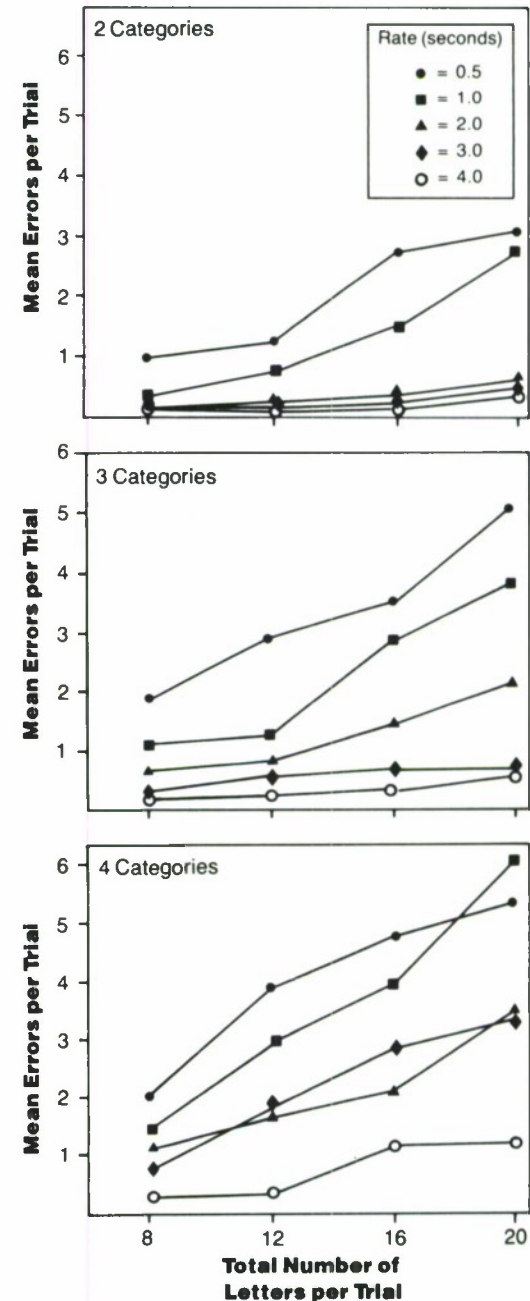 2 Categories
Rate (seconds)
● = 0.5
■ = 1.0
▲ = 2.0
◆ = 3.0
○ = 4.0
Mean Errors per Trial
6
5
4
3
2
1
3 Categories
Mean Errors per Trial
6
5
4
3
2
1
4 Categories
Mean Errors per Trial
6
5
4
3
2
1
8 12 16 20
Total Number of
Letters per Trial